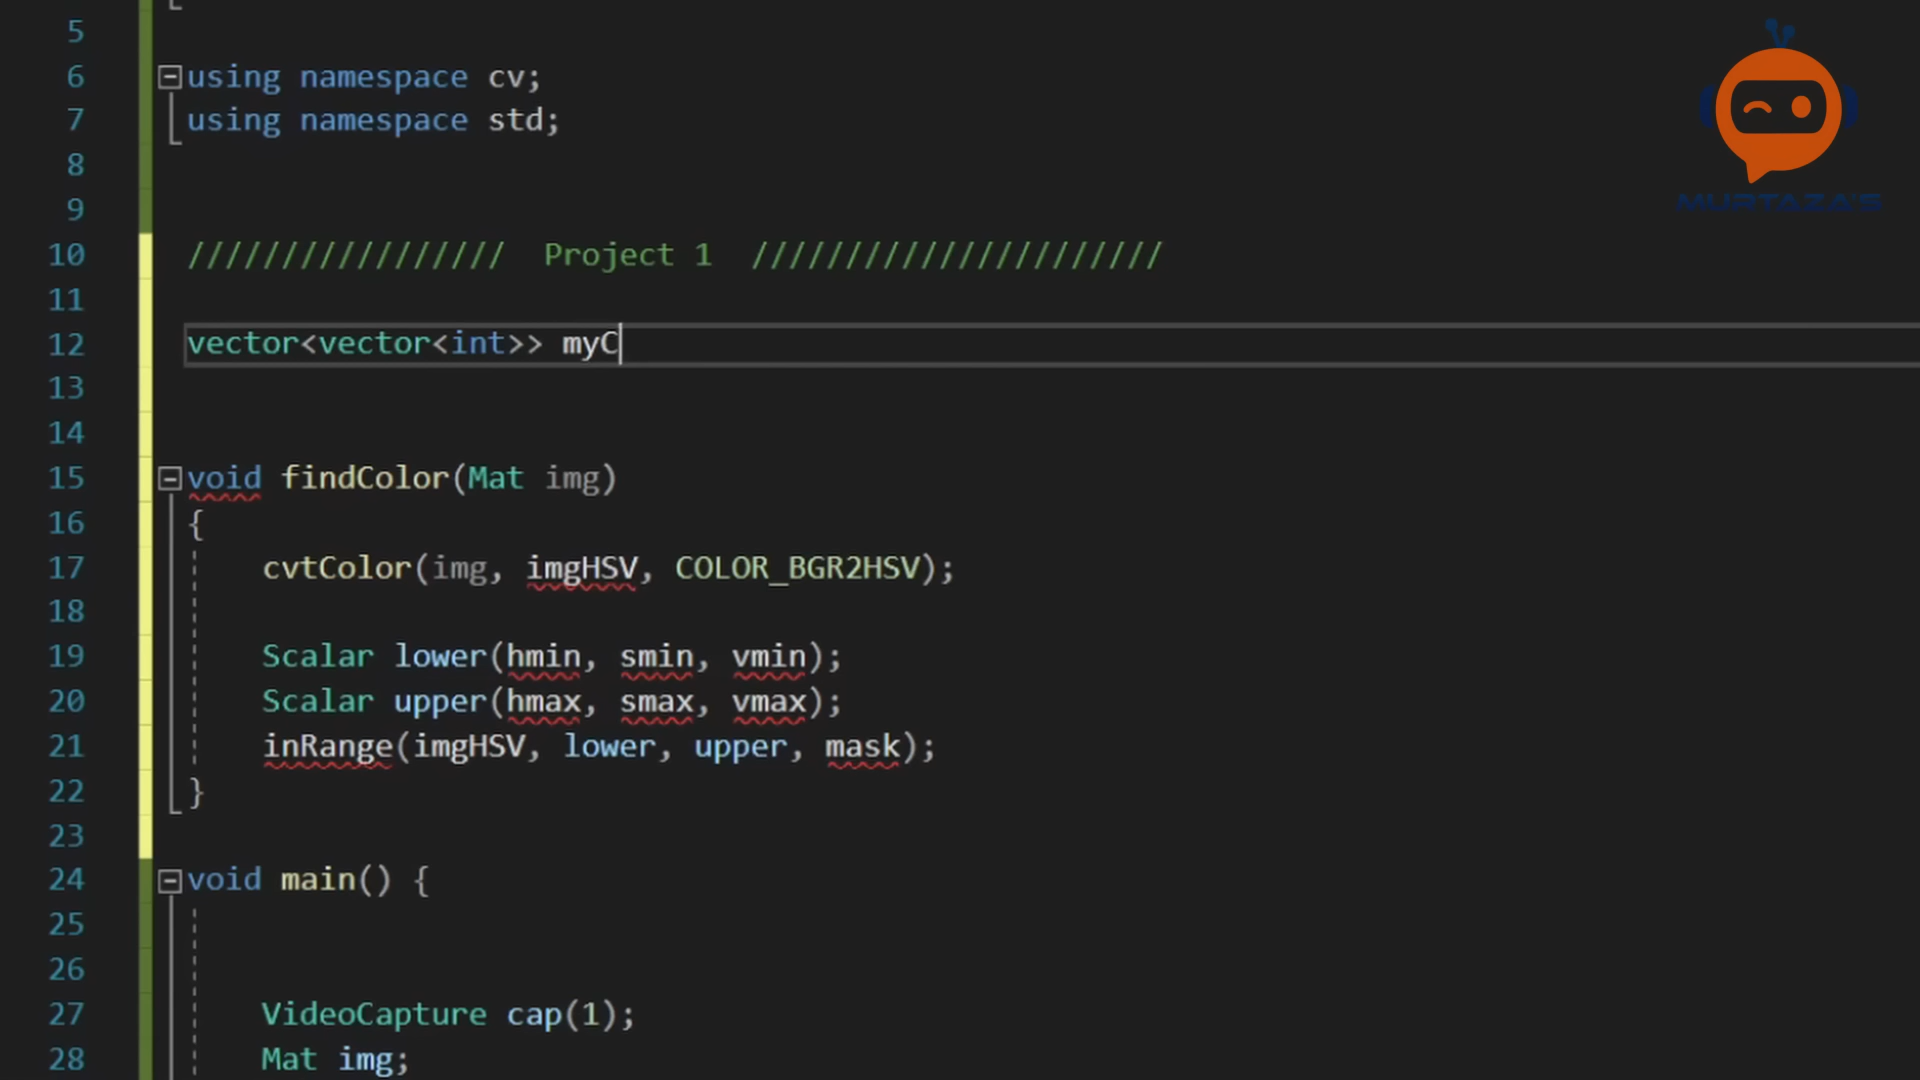 5
6 using namespace cv;
7 using namespace std;
8
9
10 ///////////////// Project 1 //////////////////////
11
12 vector<vector<int>> myC
13
14
15 void findColor(Mat img)
16 {
17 cvtColor(img, imgHSV, COLOR_BGR2HSV);
18
19 Scalar lower(hmin, smin, vmin);
20 Scalar upper(hmax, smax, vmax);
21 inRange(imgHSV, lower, upper, mask);
22 }
23
24 void main() {
25
26
27 VideoCapture cap(1);
28 Mat img;
MURTAZA'S